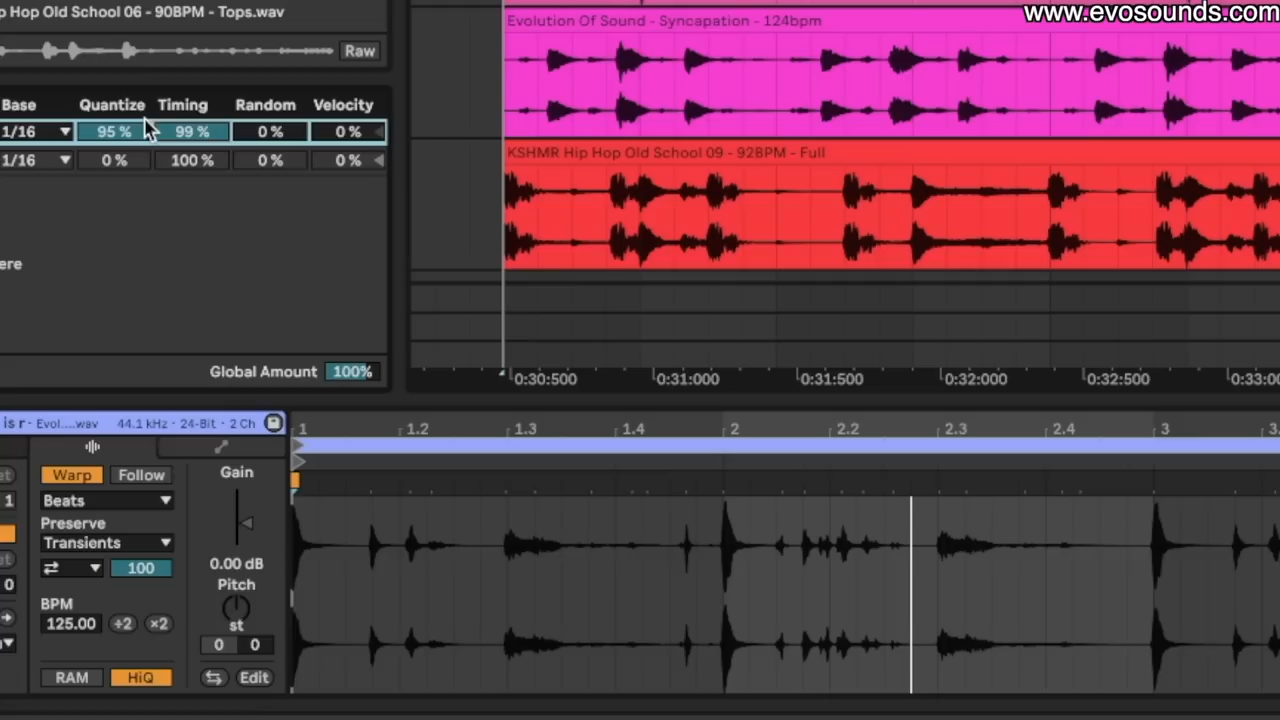 www.evosounds.com
p Hop Old School 06 - 90BPM - Tops.wav
Raw
Base Quantize Timing Random Velocity
1/16 95 % 99 % 0 % 0 %
1/16 0 % 100 % 0 % 0 %
ere
Global Amount 100%
Evolution Of Sound - Syncapation - 124bpm
KSHMR Hip Hop Old School 09 - 92BPM - Full
0:30:500 0:31:000 0:31:500 0:32:000 0:32:500 0:33:0
is r - Evol....wav 44.1 kHz - 24-Bit - 2 Ch
Warp Follow
Beats
Preserve
Transients
100
BPM
125.00 ÷2 ×2
RAM HiQ
Gain
0.00 dB
Pitch
st
0 0
Edit
1 1.2 1.3 1.4 2 2.2 2.3 2.4 3 3.